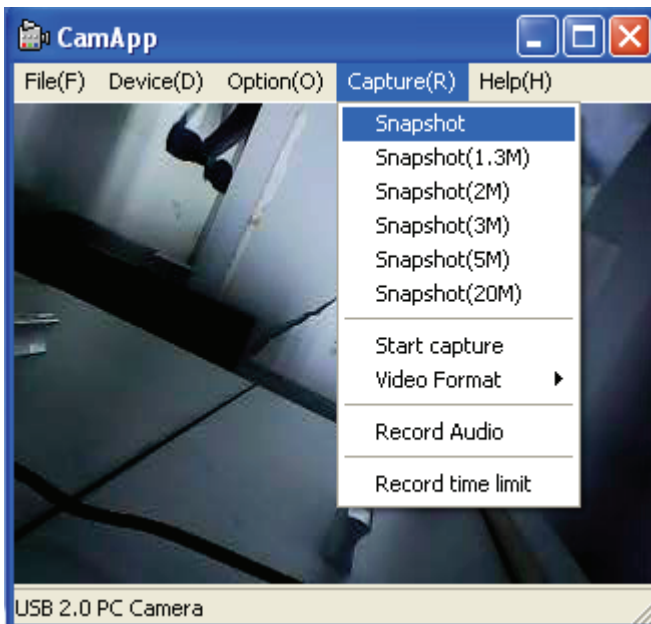 CamApp
File(F) Device(D) Option(O) Capture(R) Help(H)
Snapshot
Snapshot(1.3M)
Snapshot(2M)
Snapshot(3M)
Snapshot(5M)
Snapshot(20M)
Start capture
Video Format
Record Audio
Record time limit
USB 2.0 PC Camera